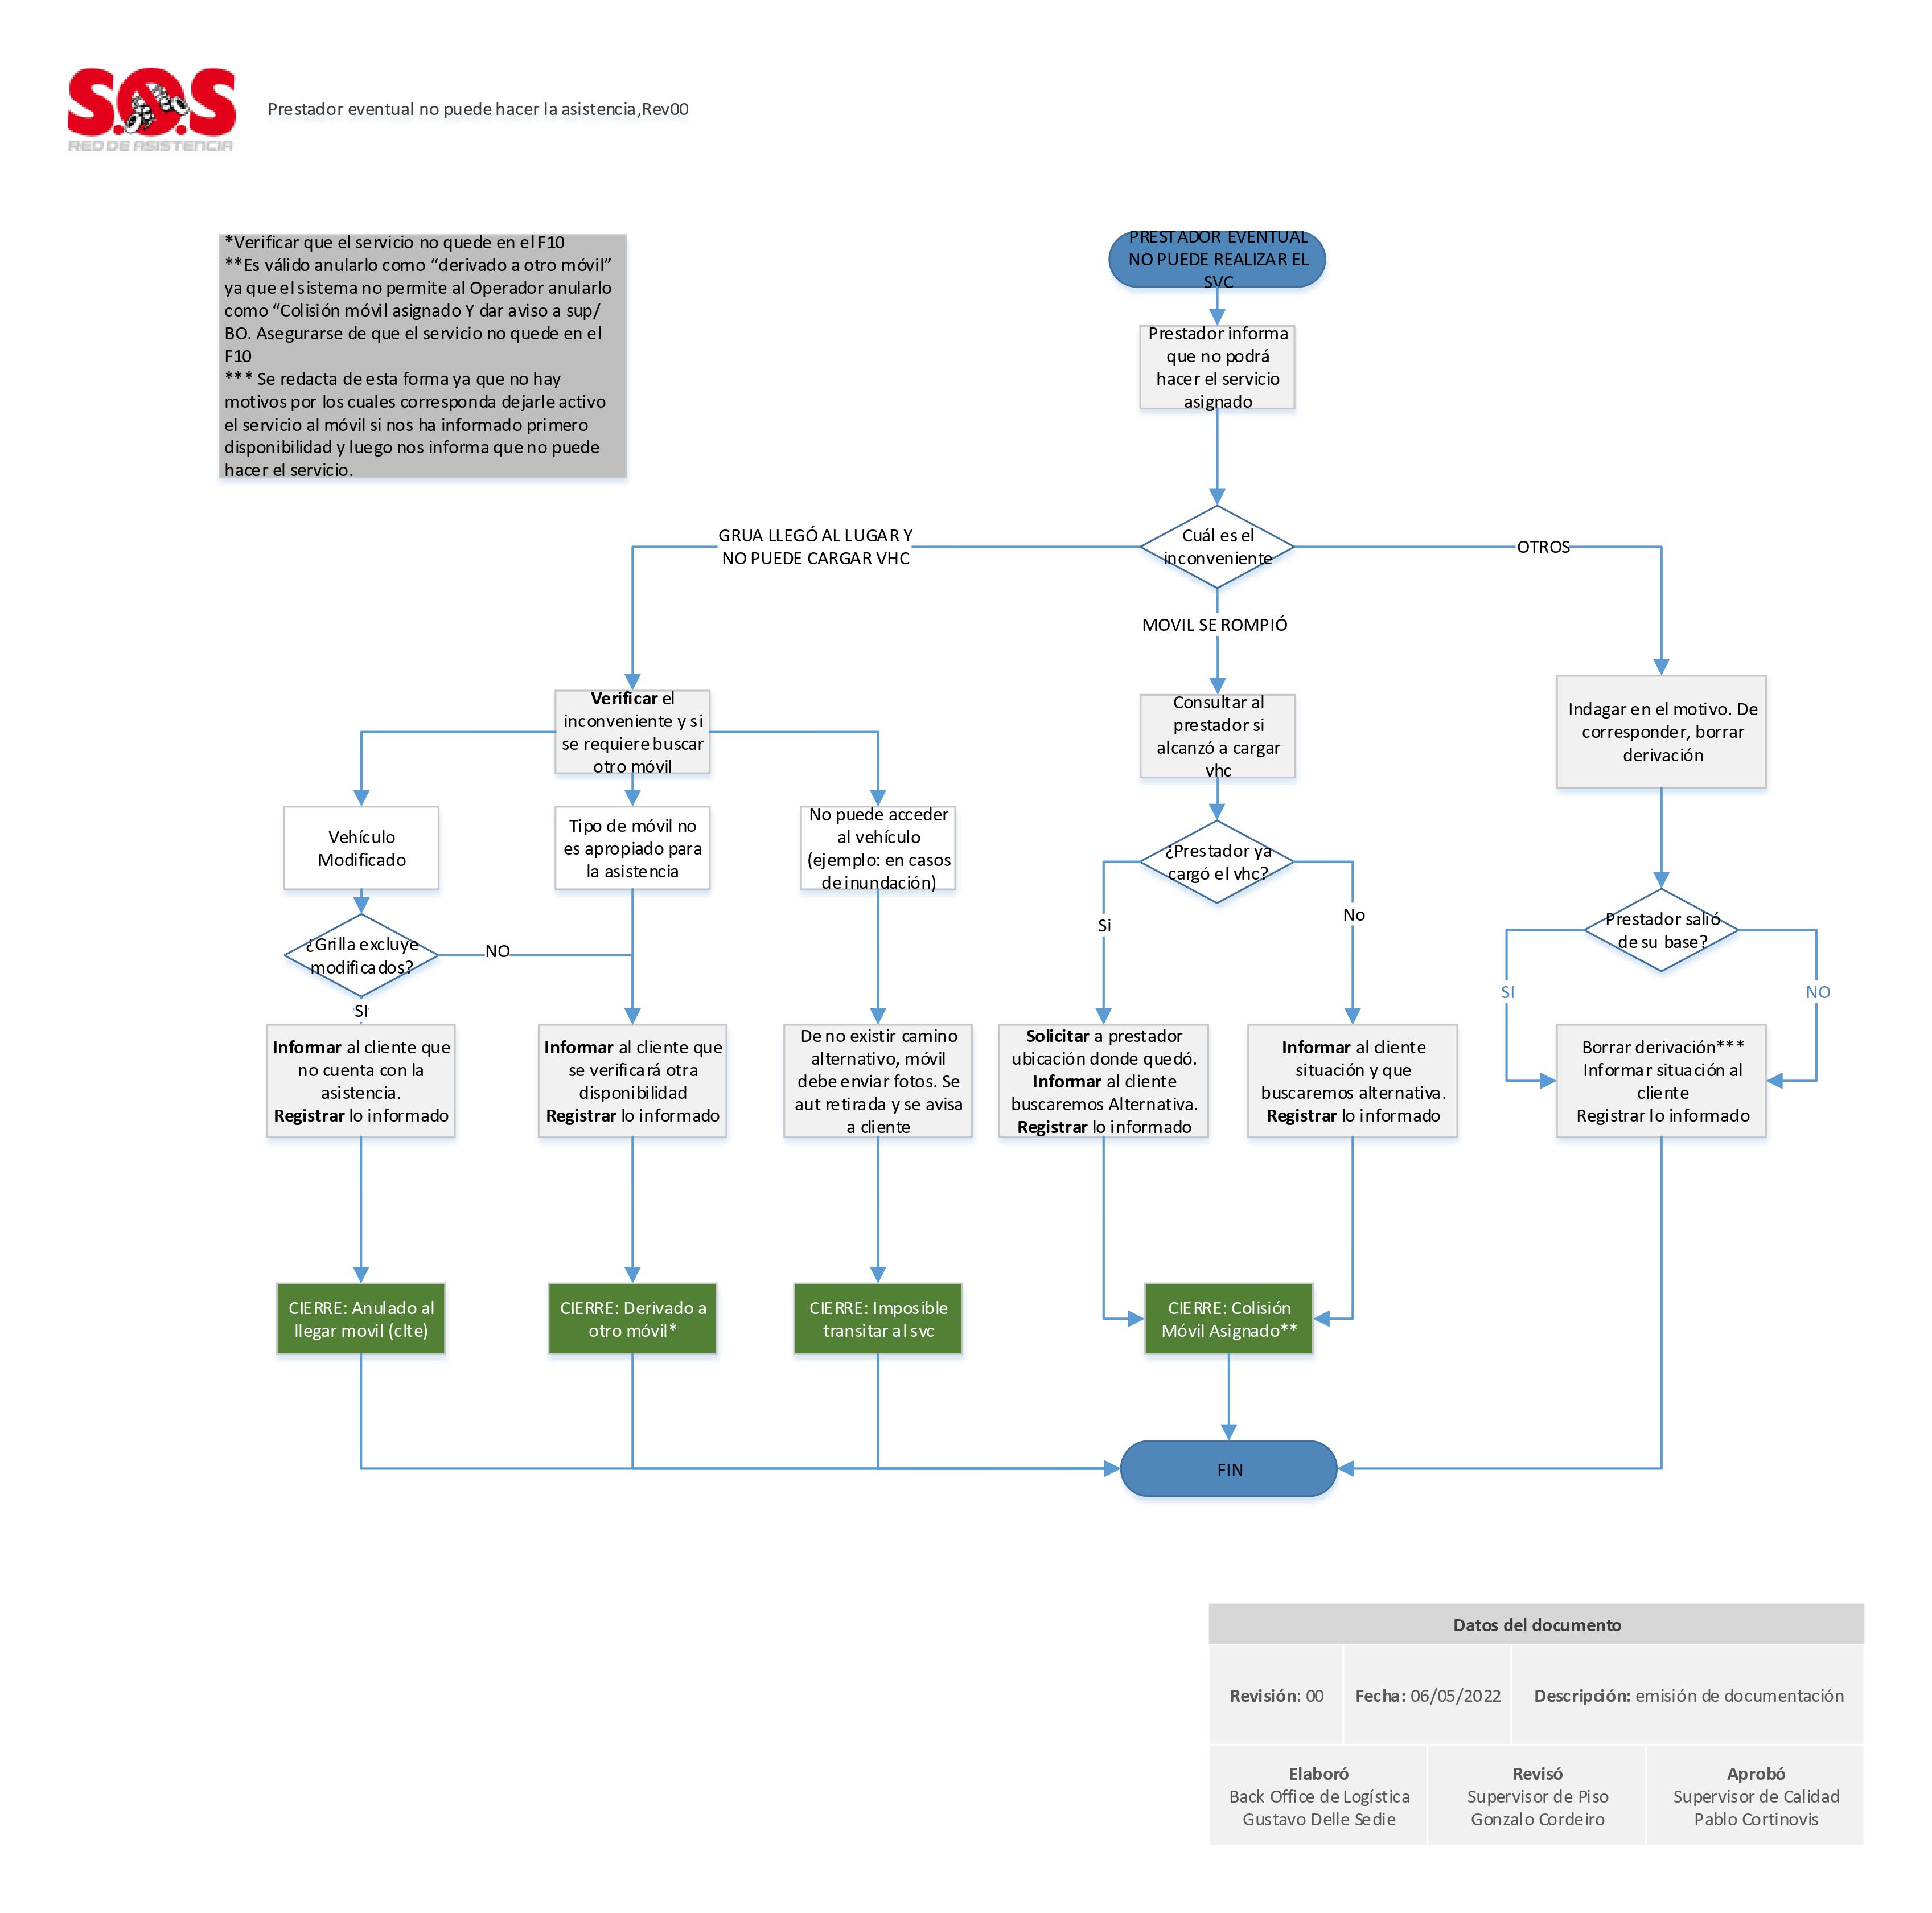 S.O.S
RED DE ASISTENCIA
Prestador eventual no puede hacer la asistencia,Rev00
*Verificar que el servicio no quede en el F10
**Es válido anularlo como “derivado a otro móvil”
ya que el sistema no permite al Operador anularlo
como “Colisión móvil asignado Y dar aviso a sup/
BO. Asegurarse de que el servicio no quede en el
F10
*** Se redacta de esta forma ya que no hay
motivos por los cuales corresponda dejarle activo
el servicio al móvil si nos ha informado primero
disponibilidad y luego nos informa que no puede
hacer el servicio.
PRESTADOR EVENTUAL
NO PUEDE REALIZAR EL
SVC
Prestador informa
que no podrá
hacer el servicio
asignado
Cuál es el
inconveniente
GRUA LLEGÓ AL LUGAR Y
NO PUEDE CARGAR VHC
MOVIL SE ROMPIÓ
OTROS
Verificar el
inconveniente y si
se requiere buscar
otro móvil
Consultar al
prestador si
alcanzó a cargar
vhc
Indagar en el motivo. De
corresponder, borrar
derivación
Vehículo
Modificado
Tipo de móvil no
es apropiado para
la asistencia
No puede acceder
al vehículo
(ejemplo: en casos
de inundación)
¿Prestador ya
cargó el vhc?
Prestador salió
de su base?
¿Grilla excluye
modificados?
NO
SI
Si
No
SI
NO
Informar al cliente que
no cuenta con la
asistencia.
Registrar lo informado
Informar al cliente que
se verificará otra
disponibilidad
Registrar lo informado
De no existir camino
alternativo, móvil
debe enviar fotos. Se
aut retirada y se avisa
a cliente
Solicitar a prestador
ubicación donde quedó.
Informar al cliente
buscaremos Alternativa.
Registrar lo informado
Informar al cliente
situación y que
buscaremos alternativa.
Registrar lo informado
Borrar derivación***
Informar situación al
cliente
Registrar lo informado
CIERRE: Anulado al
llegar movil (clte)
CIERRE: Derivado a
otro móvil*
CIERRE: Imposible
transitar al svc
CIERRE: Colisión
Móvil Asignado**
FIN
Datos del documento
Revisión: 00
Fecha: 06/05/2022
Descripción: emisión de documentación
Elaboró
Back Office de Logística
Gustavo Delle Sedie
Revisó
Supervisor de Piso
Gonzalo Cordeiro
Aprobó
Supervisor de Calidad
Pablo Cortinovis